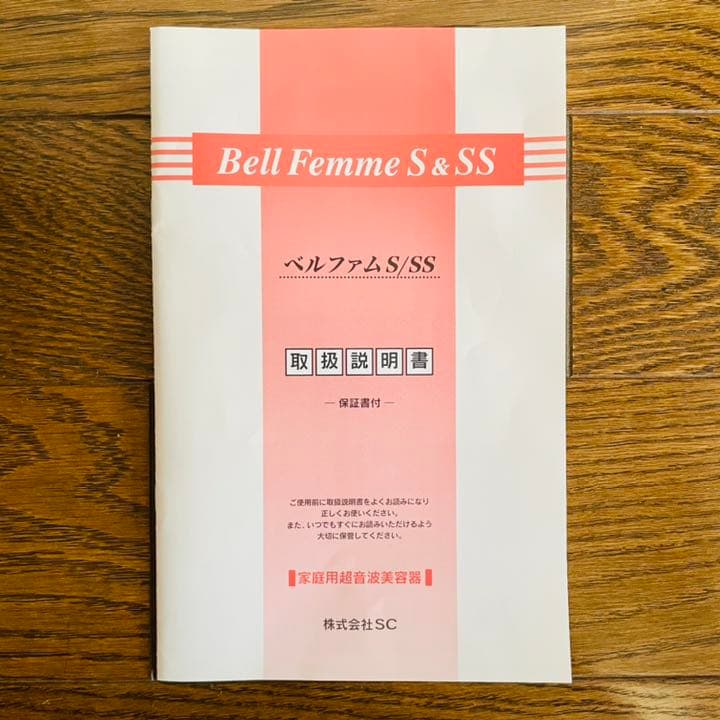 Bell Femme S & SS
ベルファム S/SS
取扱説明書
― 保証書付 ―
ご使用前に取扱説明書をよくお読みになり
正しくお使いください。
また、いつでもすぐにお読みいただけるよう
大切に保管してください。
家庭用超音波美容器
株式会社SC